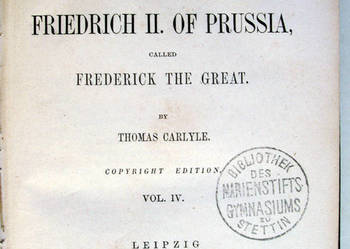 FRIEDRICH II. OF PRUSSIA,
CALLED
FREDERICK THE GREAT.
BY
THOMAS CARLYLE.
COPYRIGHT EDITION.
VOL. IV.
LEIPZIG
BIBLIOTHEK
DES
MARIENSTIFTS-
GYMNASIUMS
ZU
STETTIN